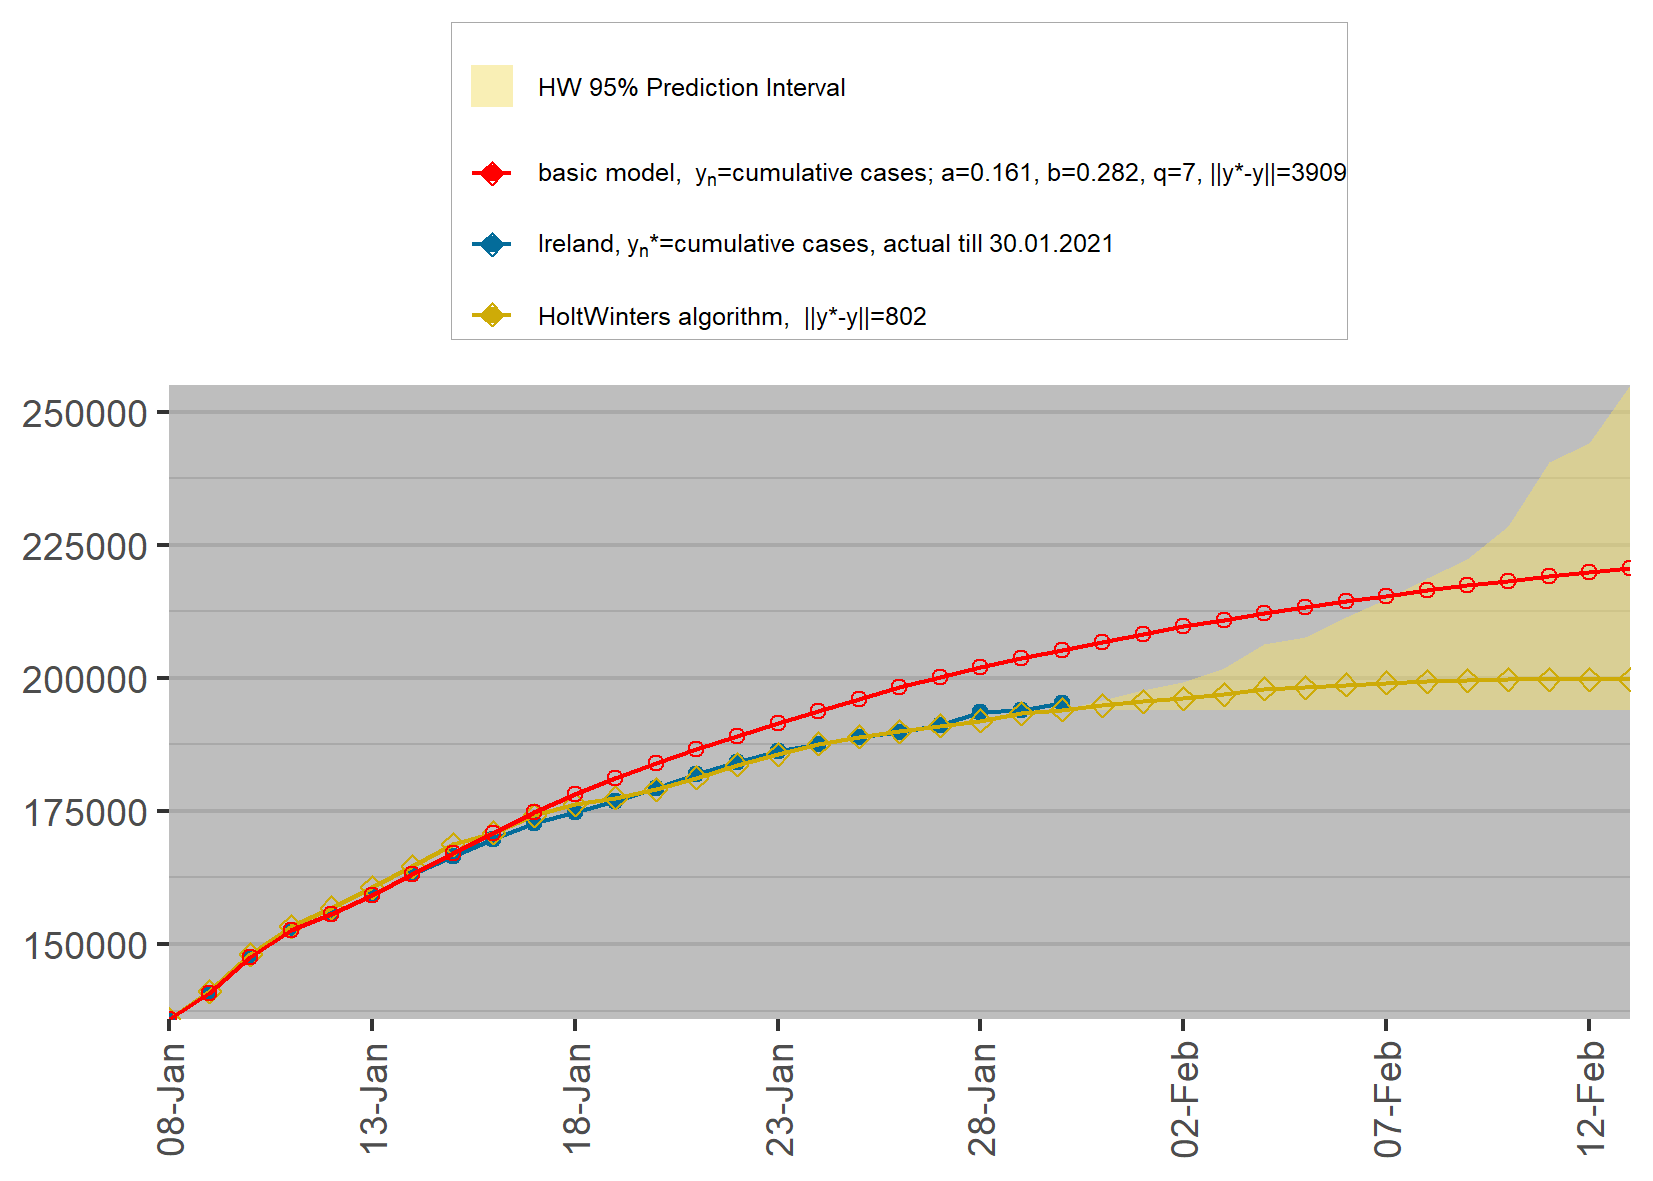 HW 95% Prediction Interval
basic model, yn=cumulative cases; a=0.161, b=0.282, q=7, ||y*-y||=3909
Ireland, yn*=cumulative cases, actual till 30.01.2021
HoltWinters algorithm, ||y*-y||=802
250000
225000
200000
175000
150000
08-Jan
13-Jan
18-Jan
23-Jan
28-Jan
02-Feb
07-Feb
12-Feb